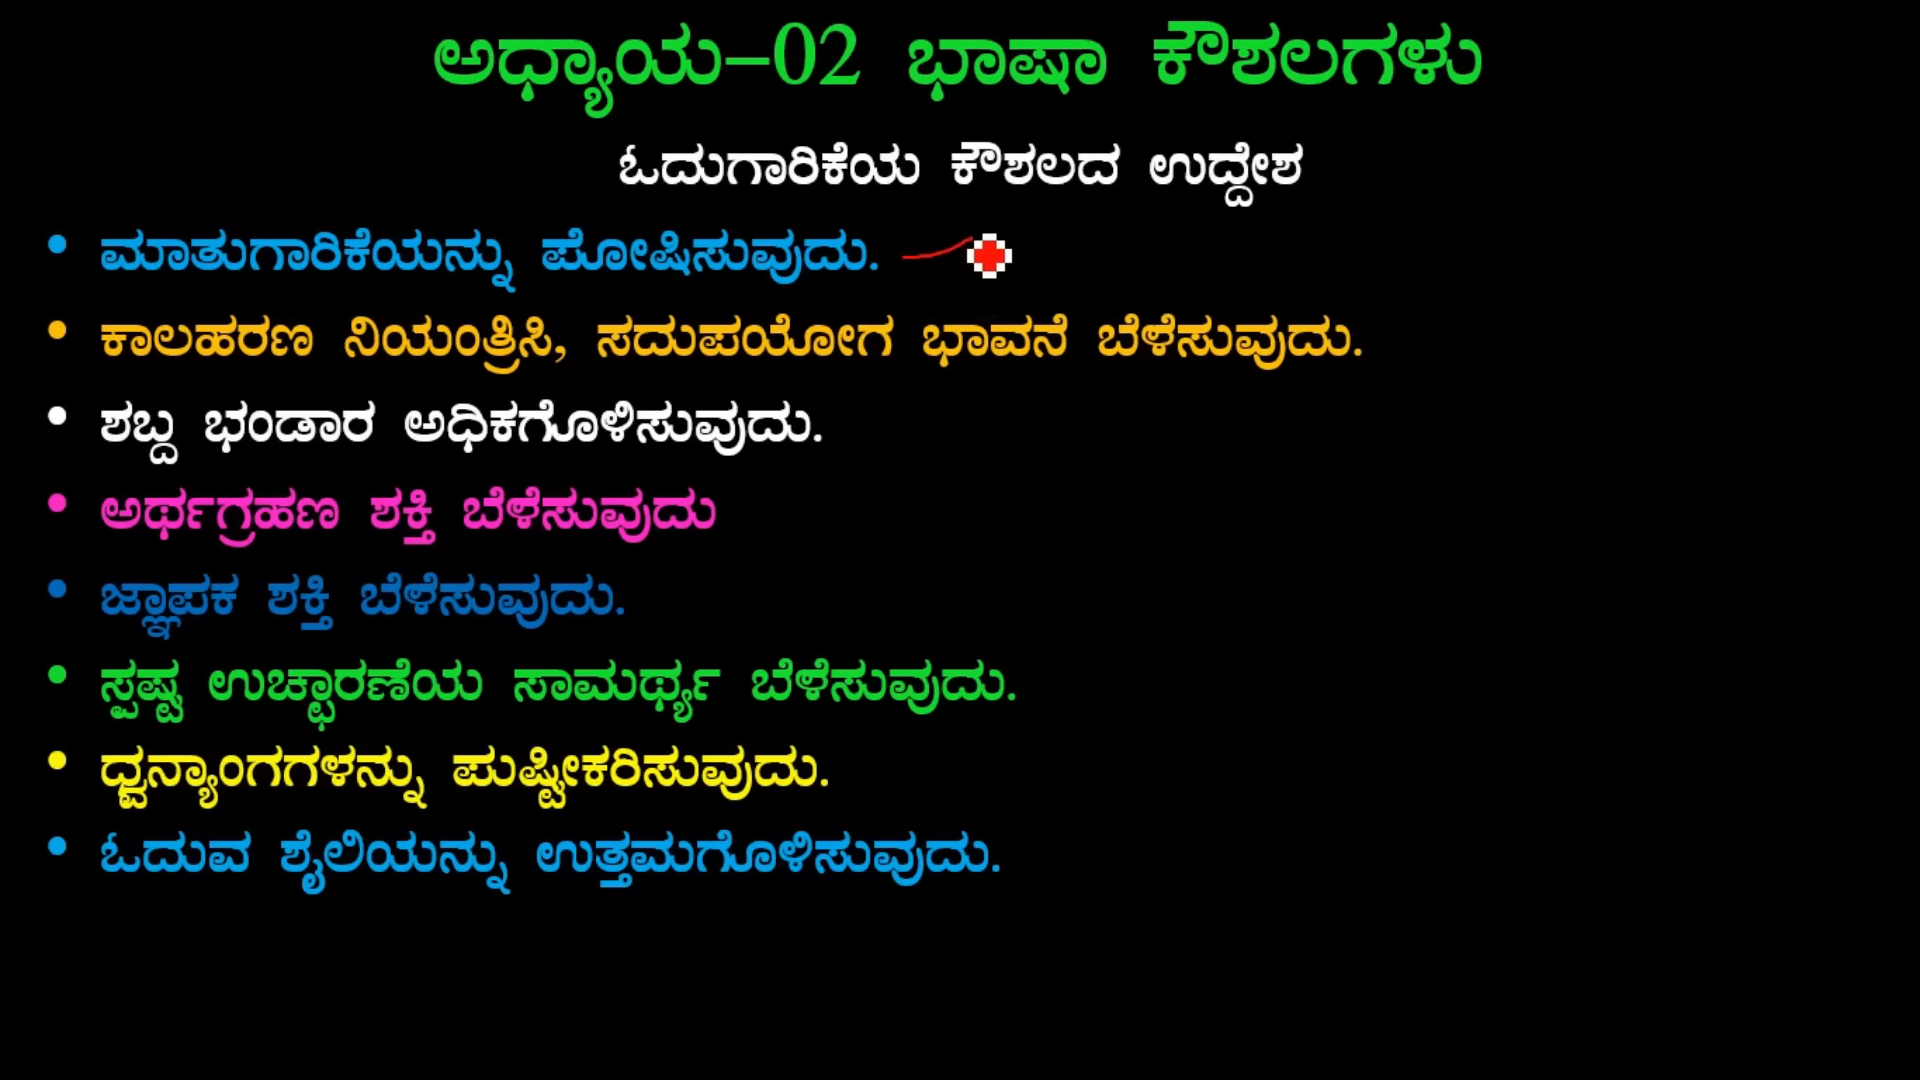 ಅಧ್ಯಾಯ–02 ಭಾಷಾ ಕೌಶಲಗಳು
ಓದುಗಾರಿಕೆಯ ಕೌಶಲದ ಉದ್ದೇಶ
• ಮಾತುಗಾರಿಕೆಯನ್ನು ಪೋಷಿಸುವುದು.
• ಕಾಲಹರಣ ನಿಯಂತ್ರಿಸಿ, ಸದುಪಯೋಗ ಭಾವನೆ ಬೆಳೆಸುವುದು.
• ಶಬ್ದ ಭಂಡಾರ ಅಧಿಕಗೊಳಿಸುವುದು.
• ಅರ್ಥಗ್ರಹಣ ಶಕ್ತಿ ಬೆಳೆಸುವುದು
• ಜ್ಞಾಪಕ ಶಕ್ತಿ ಬೆಳೆಸುವುದು.
• ಸ್ಪಷ್ಟ ಉಚ್ಛಾರಣೆಯ ಸಾಮರ್ಥ್ಯ ಬೆಳೆಸುವುದು.
• ಧ್ವನ್ಯಾಂಗಗಳನ್ನು ಪುಷ್ಟೀಕರಿಸುವುದು.
• ಓದುವ ಶೈಲಿಯನ್ನು ಉತ್ತಮಗೊಳಿಸುವುದು.